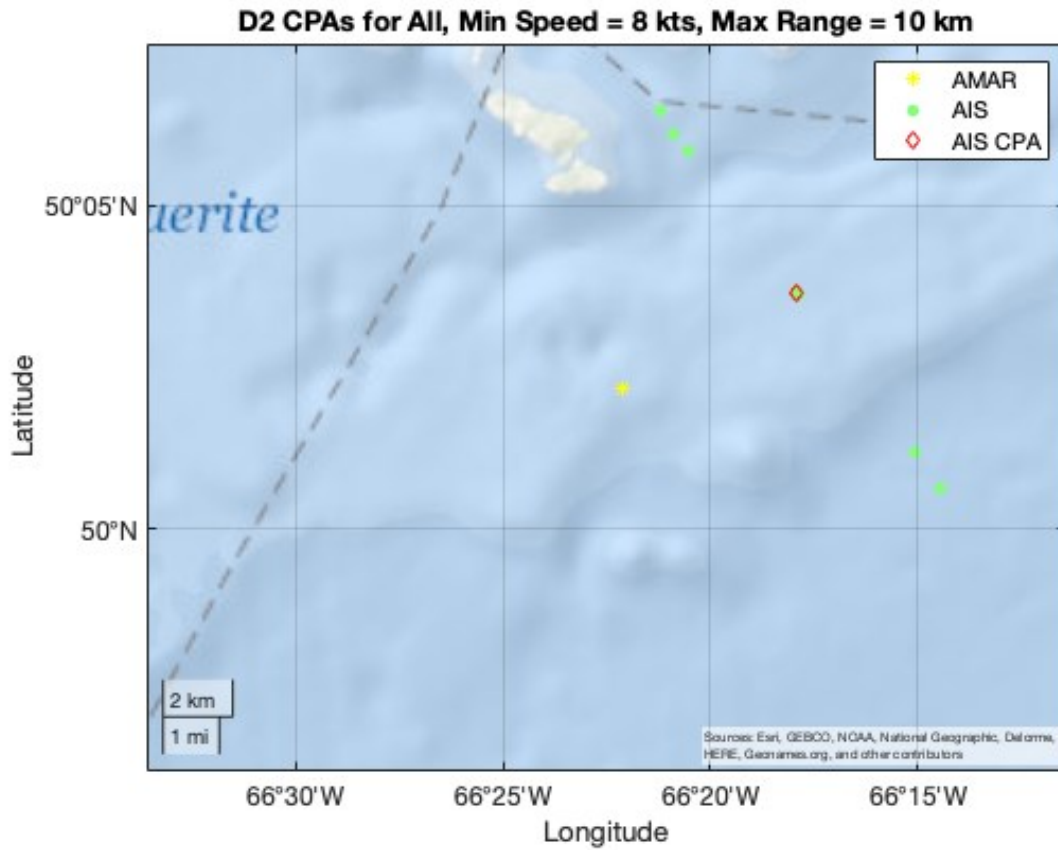 D2 CPAs for All, Min Speed = 8 kts, Max Range = 10 km
AMAR
AIS
AIS CPA
50°05'N
uerite
Latitude
50°N
2 km
1 mi
Sources: Esri, GEBCO, NOAA, National Geographic, Delorme,
HERE, Geonames.org, and other contributors
66°30'W
66°25'W
66°20'W
66°15'W
Longitude